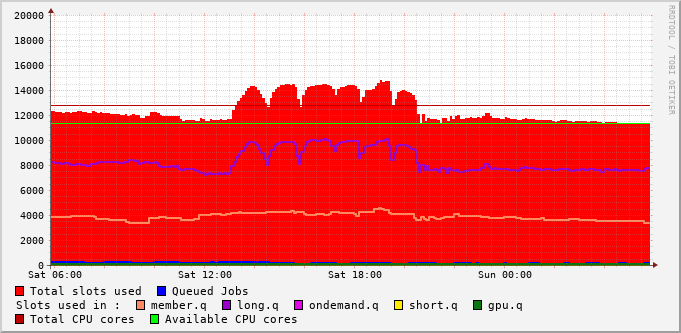 20000
18000
16000
14000
12000
10000
8000
6000
4000
2000
0
Sat 06:00 Sat 12:00 Sat 18:00 Sun 00:00
RRDTOOL / TOBI OETIKER
Total slots used Queued Jobs
Slots used in : member.q long.q ondemand.q short.q gpu.q
Total CPU cores Available CPU cores